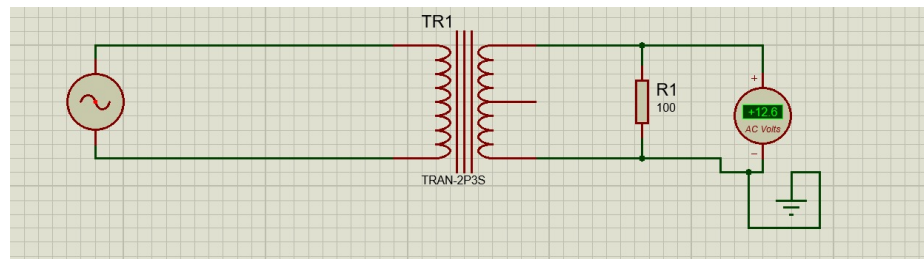 TR1
R1
100
+
+12.6
AC Volts
−
TRAN-2P3S